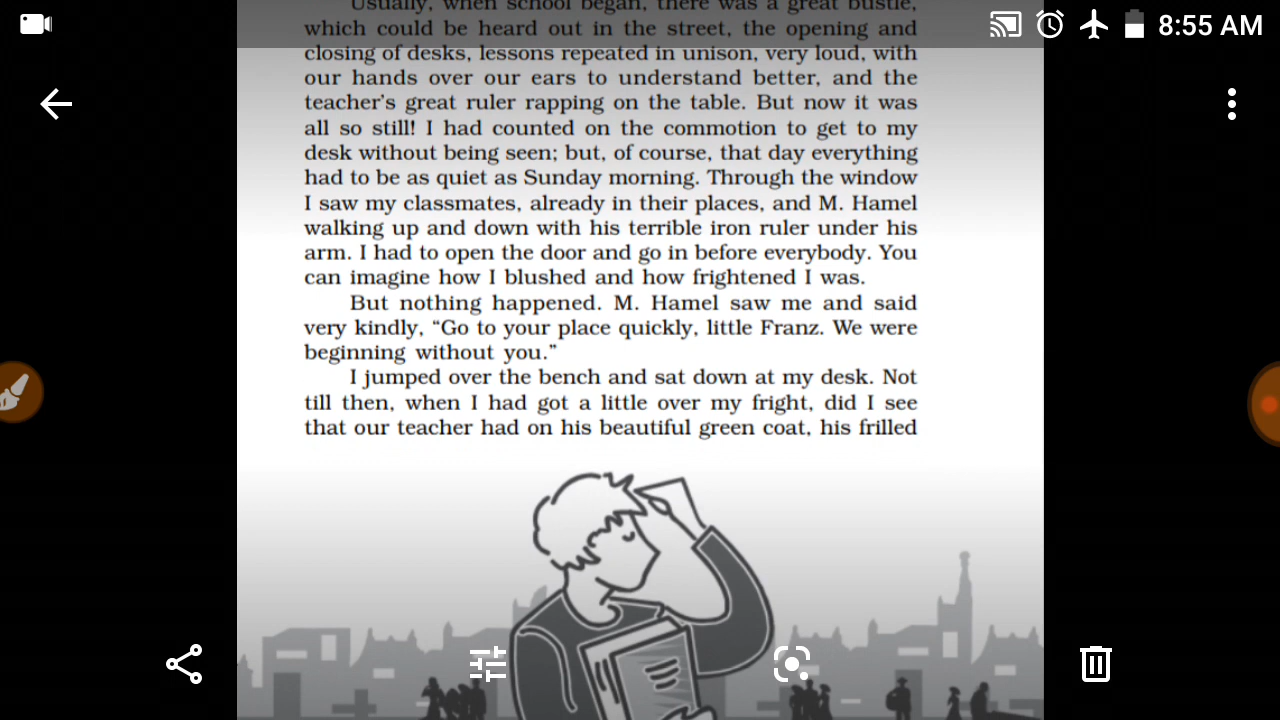 8:55 AM
Usually, when school began, there was a great bustle,
which could be heard out in the street, the opening and
closing of desks, lessons repeated in unison, very loud, with
our hands over our ears to understand better, and the
teacher's great ruler rapping on the table. But now it was
all so still! I had counted on the commotion to get to my
desk without being seen; but, of course, that day everything
had to be as quiet as Sunday morning. Through the window
I saw my classmates, already in their places, and M. Hamel
walking up and down with his terrible iron ruler under his
arm. I had to open the door and go in before everybody. You
can imagine how I blushed and how frightened I was.
But nothing happened. M. Hamel saw me and said
very kindly, “Go to your place quickly, little Franz. We were
beginning without you.”
I jumped over the bench and sat down at my desk. Not
till then, when I had got a little over my fright, did I see
that our teacher had on his beautiful green coat, his frilled